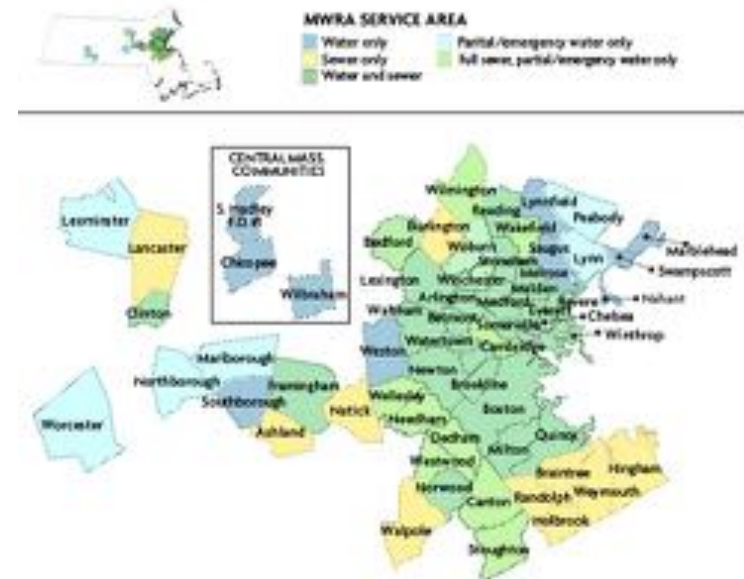 MWRA SERVICE AREA
Water only
Partial/emergency water only
Sewer only
Full sewer, partial/emergency water only
Water and sewer
CENTRAL MASS.
COMMUNITIES
S. Hadley
F.D. #1
Chicopee
Wilbraham
Leominster
Lancaster
Clinton
Wilmington
Lynnfield
Reading
Peabody
Burlington
Wakefield
Bedford
Woburn
Saugus
Marblehead
Stoneham
Lynn
Swampscott
Lexington
Winchester
Melrose
Malden
Arlington
Medford
Revere
Nahant
Waltham
Everett
Chelsea
Belmont
Somerville
Winthrop
Watertown
Cambridge
Weston
Marlborough
Newton
Northborough
Framingham
Brookline
Southborough
Wellesley
Natick
Boston
Worcester
Needham
Ashland
Dedham
Quincy
Milton
Westwood
Braintree
Hingham
Norwood
Canton
Randolph
Weymouth
Holbrook
Walpole
Stoughton